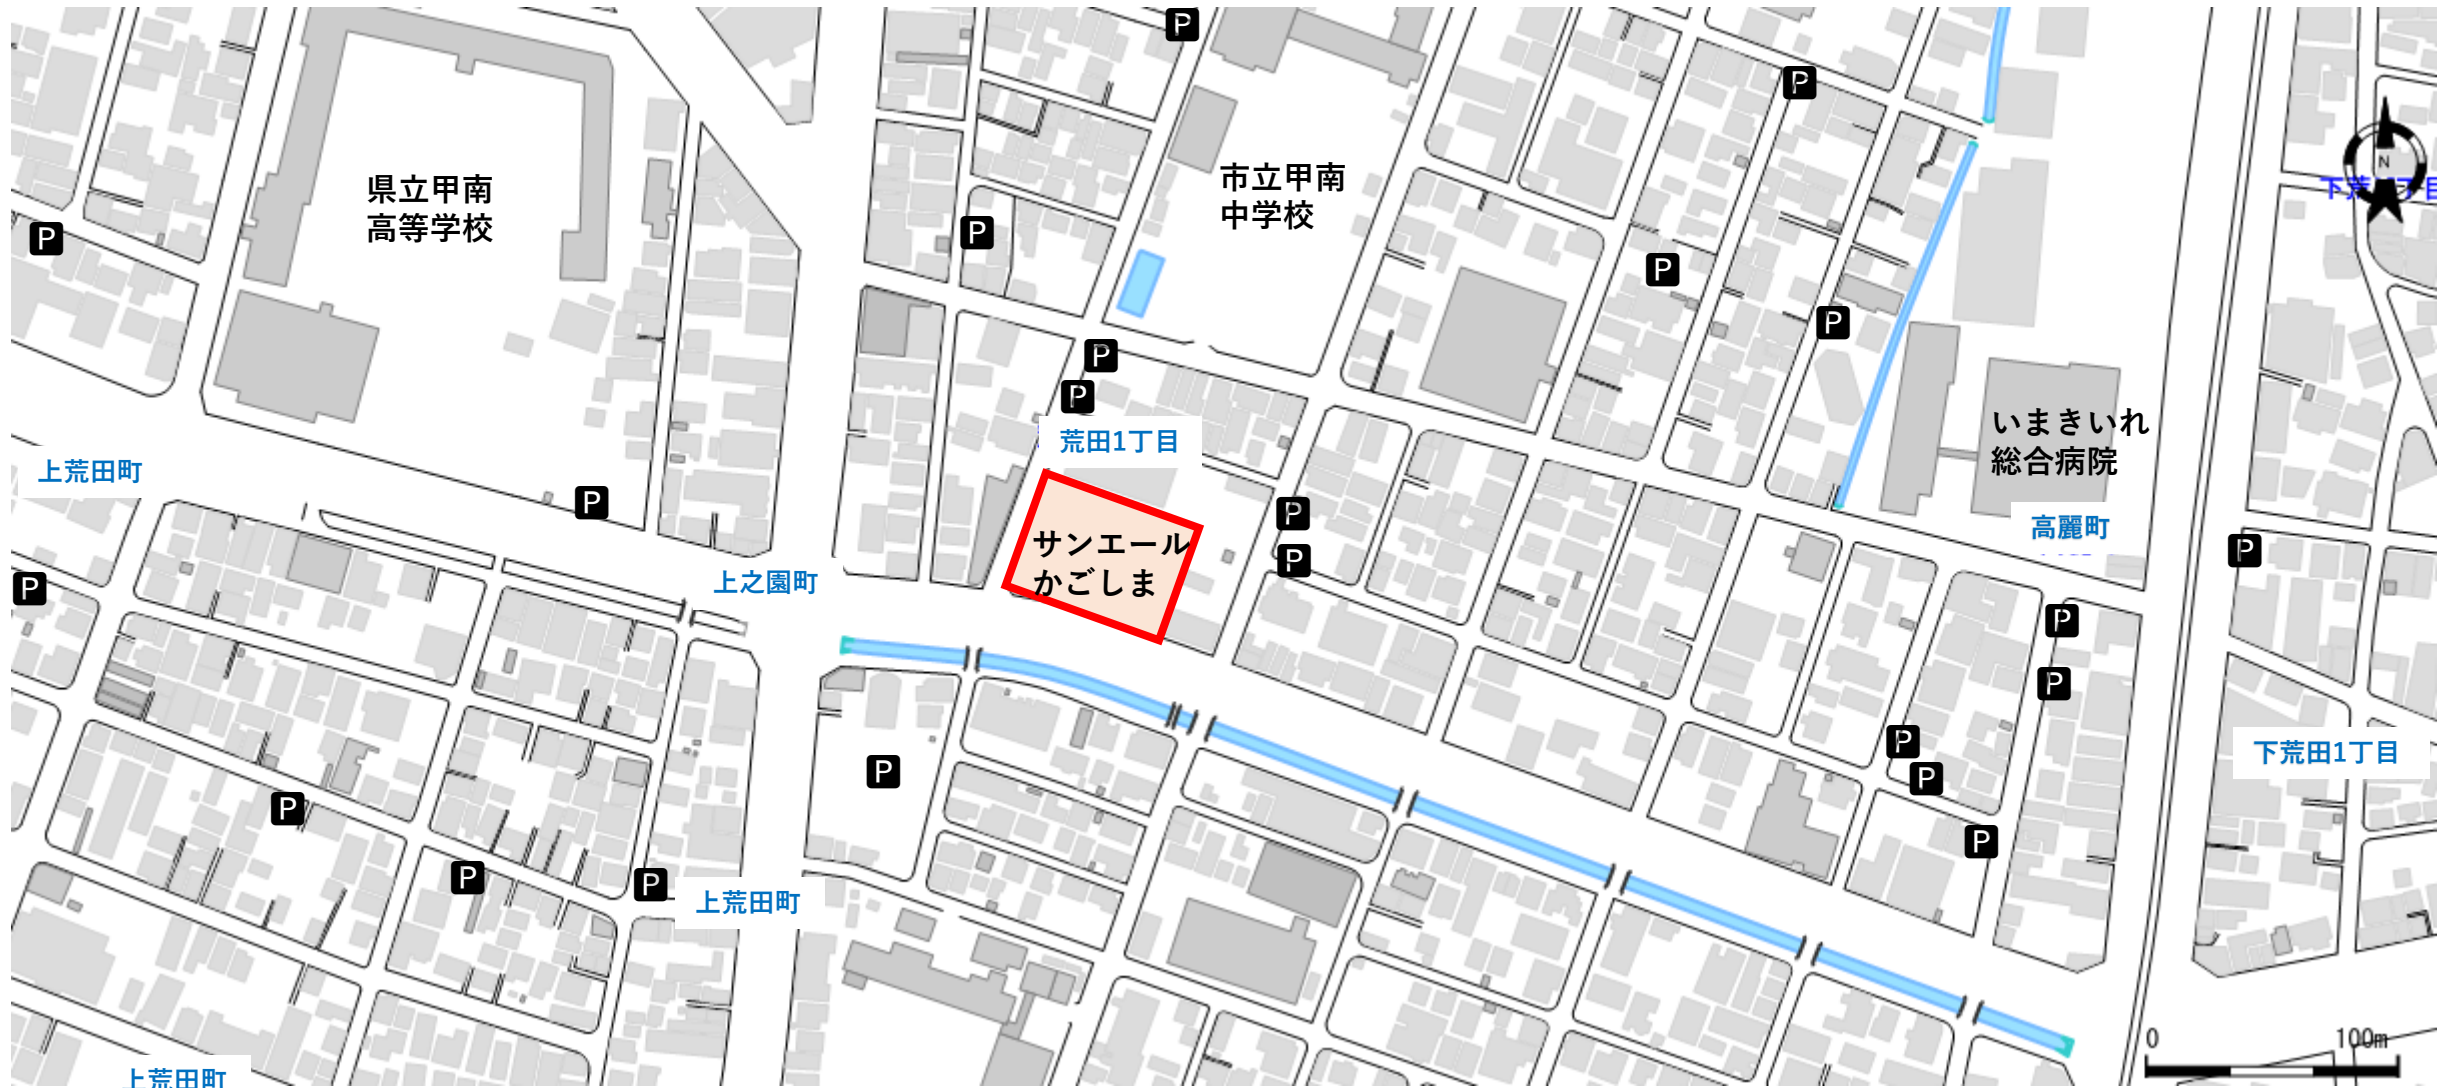 P
P
県立甲南
高等学校
市立甲南
中学校
N
P
P
P
P
P
P
いまきいれ
総合病院
荒田1丁目
上荒田町
P
P
高麗町
サンエール
かごしま
P
P
上之園町
P
P
P
P
下荒田1丁目
P
P
P
P
P
P
上荒田町
0 100m
上荒田町